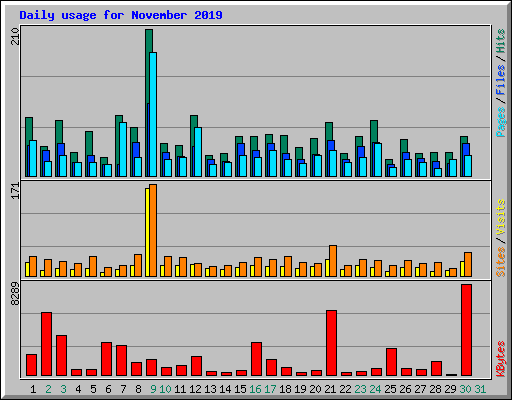 Daily usage for November 2019
210
Pages / Files / Hits
171
Sites / Visits
8289
KBytes
1 2 3 4 5 6 7 8 9 10 11 12 13 14 15 16 17 18 19 20 21 22 23 24 25 26 27 28 29 30 31